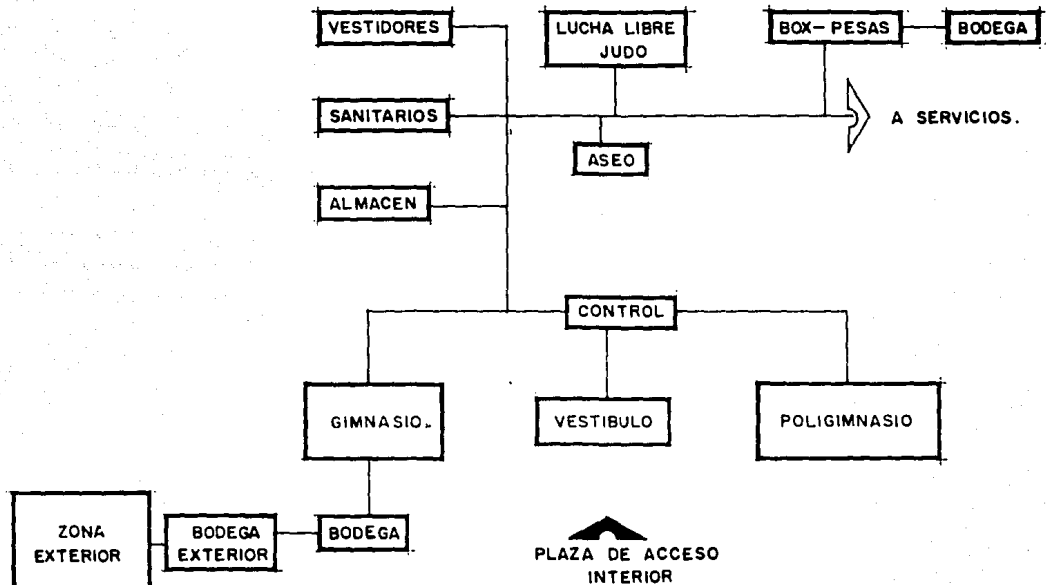 VESTIDORES
LUCHA LIBRE
JUDO
BOX-PESAS
BODEGA
SANITARIOS
A SERVICIOS.
ASEO
ALMACEN
CONTROL
GIMNASIO.
VESTIBULO
POLIGIMNASIO
ZONA
EXTERIOR
BODEGA
EXTERIOR
BODEGA
PLAZA DE ACCESO
INTERIOR